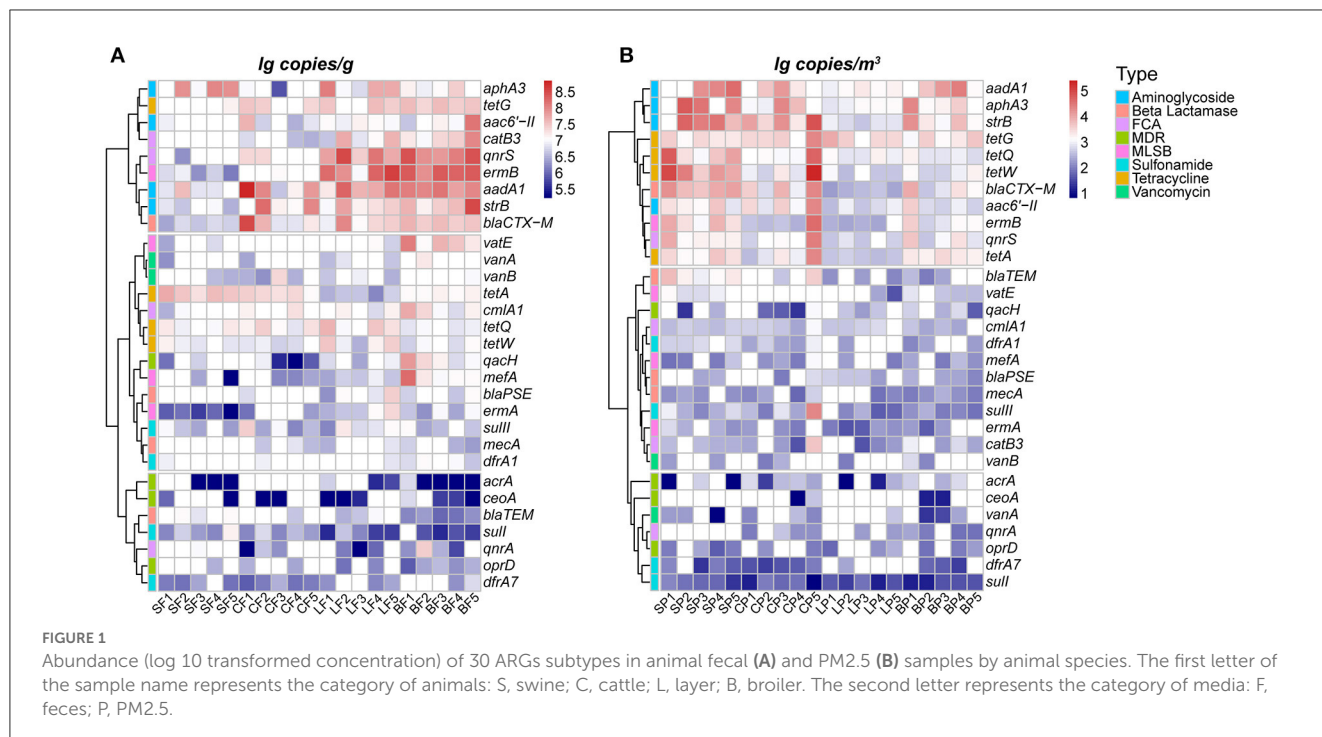 A
lg copies/g
aphA3
tetG
aac6'−II
catB3
qnrS
ermB
aadA1
strB
blaCTX−M
vatE
vanA
vanB
tetA
cmlA1
tetQ
tetW
qacH
mefA
blaPSE
ermA
sulII
mecA
dfrA1
acrA
ceoA
blaTEM
sulI
qnrA
oprD
dfrA7
SF1 SF2 SF3 SF4 SF5 CF1 CF2 CF3 CF4 CF5 LF1 LF2 LF3 LF4 LF5 BF1 BF2 BF3 BF4 BF5
8.5
8
7.5
7
6.5
6
5.5
B
lg copies/m³
aadA1
aphA3
strB
tetG
tetQ
tetW
blaCTX−M
aac6'−II
ermB
qnrS
tetA
blaTEM
vatE
qacH
cmlA1
dfrA1
mefA
blaPSE
mecA
sulII
ermA
catB3
vanB
acrA
ceoA
vanA
qnrA
oprD
dfrA7
sulI
SP1 SP2 SP3 SP4 SP5 CP1 CP2 CP3 CP4 CP5 LP1 LP2 LP3 LP4 LP5 BP1 BP2 BP3 BP4 BP5
5
4
3
2
1
Type
Aminoglycoside
Beta Lactamase
FCA
MDR
MLSB
Sulfonamide
Tetracycline
Vancomycin
FIGURE 1
Abundance (log 10 transformed concentration) of 30 ARGs subtypes in animal fecal (A) and PM2.5 (B) samples by animal species. The first letter of
the sample name represents the category of animals: S, swine; C, cattle; L, layer; B, broiler. The second letter represents the category of media: F,
feces; P, PM2.5.